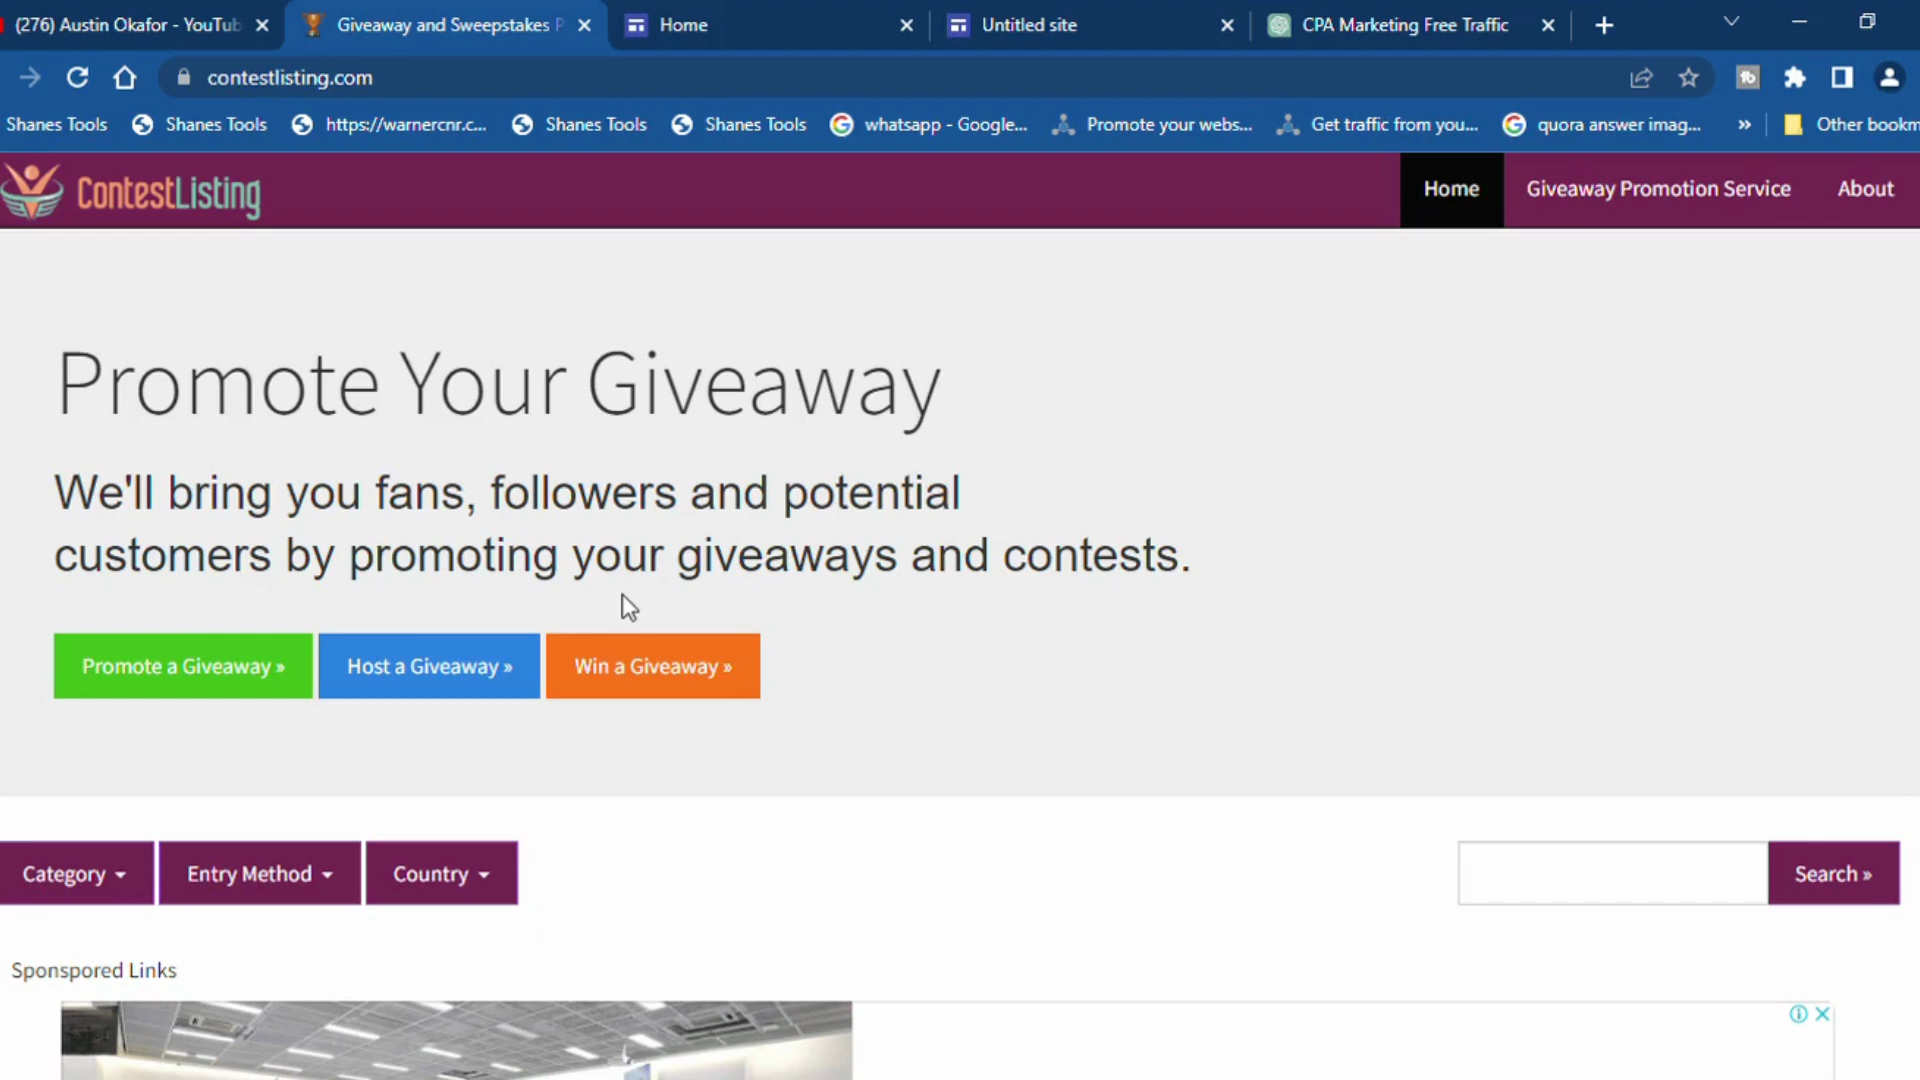 (276) Austin Okafor - YouTub
Giveaway and Sweepstakes P
Home
Untitled site
CPA Marketing Free Traffic
contestlisting.com
Shanes Tools
Shanes Tools
https://warnercnr.c...
Shanes Tools
Shanes Tools
whatsapp - Google...
Promote your webs...
Get traffic from you...
quora answer imag...
»
Other bookm
ContestListing
Home
Giveaway Promotion Service
About
Promote Your Giveaway
We'll bring you fans, followers and potential
customers by promoting your giveaways and contests.
Promote a Giveaway »
Host a Giveaway »
Win a Giveaway »
Category
Entry Method
Country
Search »
Sponspored Links